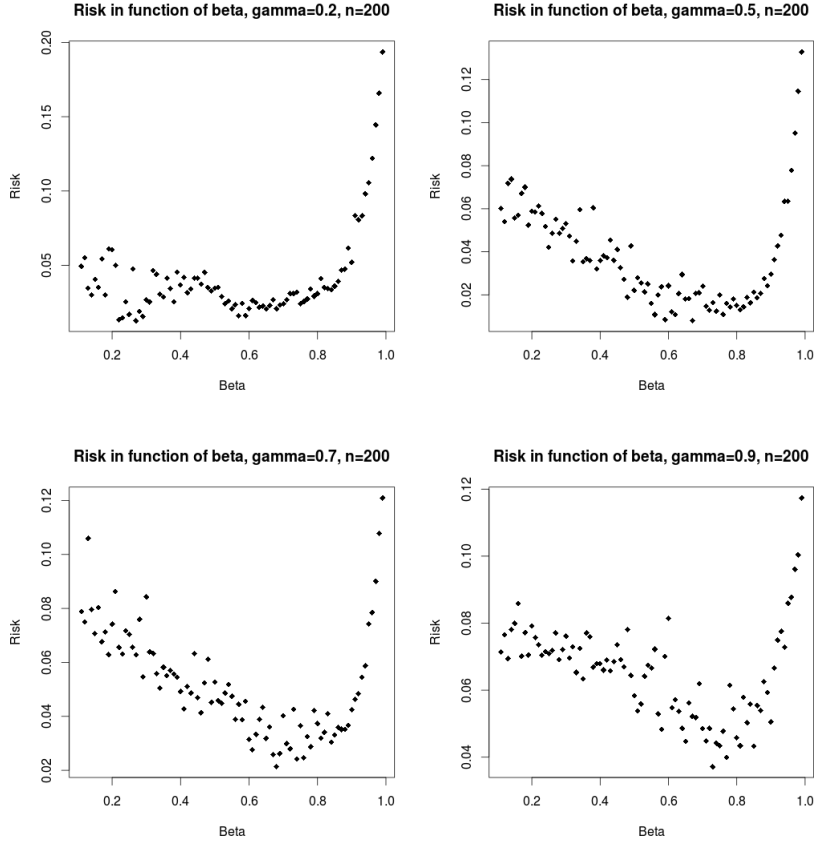 Risk in function of beta, gamma=0.2, n=200
Risk
0.20
0.15
0.10
0.05
0.2 0.4 0.6 0.8 1.0
Beta
Risk in function of beta, gamma=0.5, n=200
Risk
0.12
0.10
0.08
0.06
0.04
0.02
0.2 0.4 0.6 0.8 1.0
Beta
Risk in function of beta, gamma=0.7, n=200
Risk
0.12
0.10
0.08
0.06
0.04
0.02
0.2 0.4 0.6 0.8 1.0
Beta
Risk in function of beta, gamma=0.9, n=200
Risk
0.12
0.10
0.08
0.06
0.04
0.2 0.4 0.6 0.8 1.0
Beta